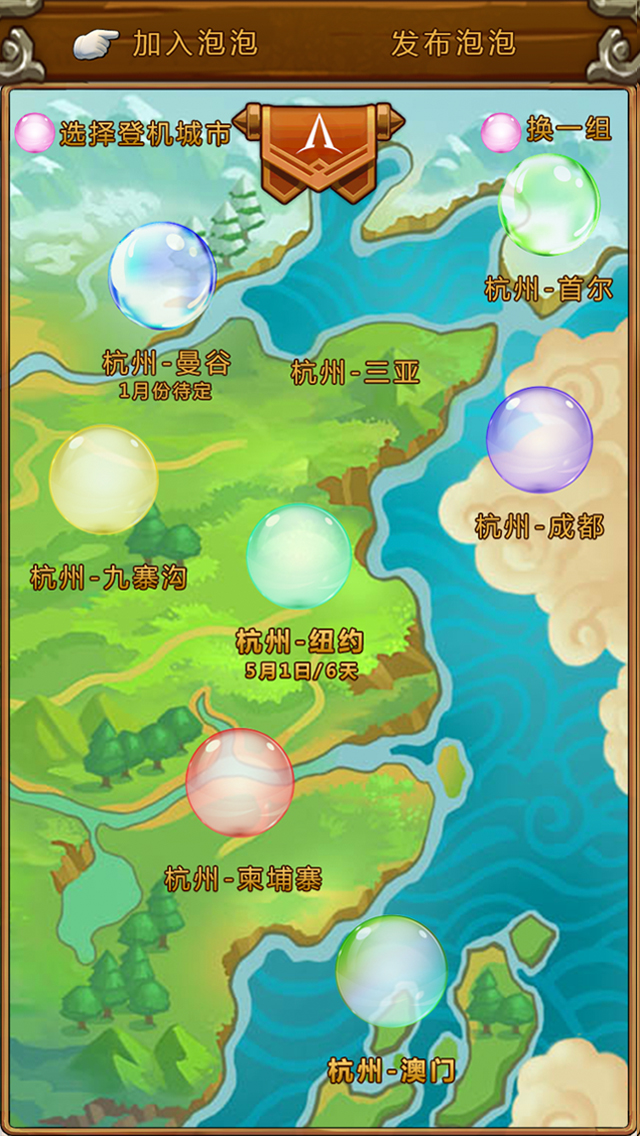 加入泡泡
发布泡泡
选择登机城市
换一组
杭州-首尔
杭州-曼谷
1月份待定
杭州-三亚
杭州-成都
杭州-九寨沟
杭州-纽约
5月1日/6天
杭州-柬埔寨
杭州-澳门